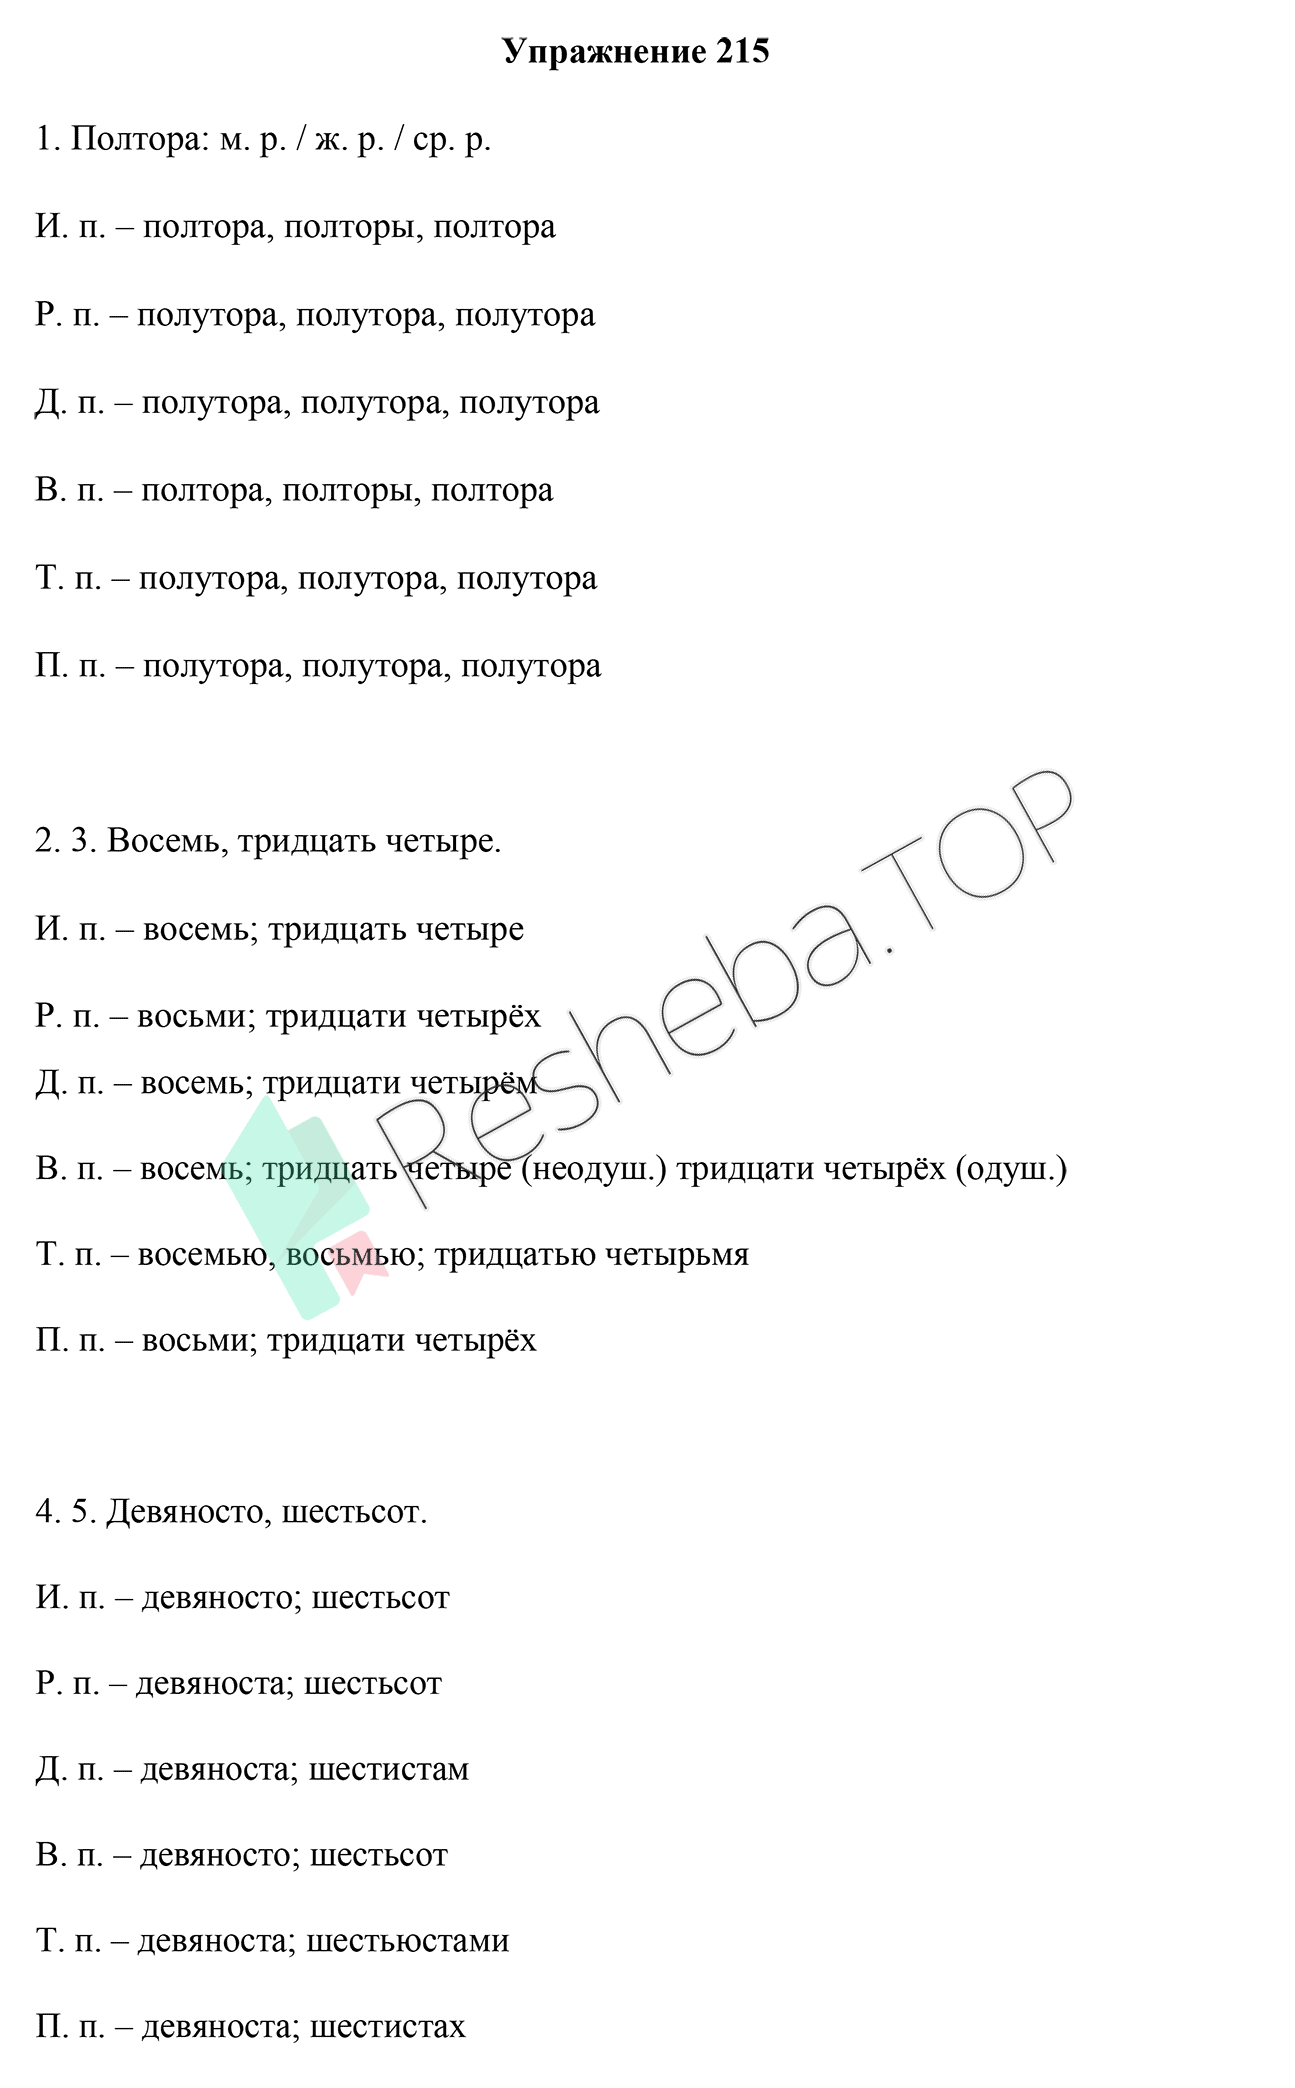 Упражнение 215
1. Полтора: м. р. / ж. р. / ср. р.
И. п. – полтора, полторы, полтора
Р. п. – полутора, полутора, полутора
Д. п. – полутора, полутора, полутора
В. п. – полтора, полторы, полтора
Т. п. – полутора, полутора, полутора
П. п. – полутора, полутора, полутора
2. 3. Восемь, тридцать четыре.
И. п. – восемь; тридцать четыре
Р. п. – восьми; тридцати четырёх
Д. п. – восемь; тридцати четырём
В. п. – восемь; тридцать четыре (неодуш.) тридцати четырёх (одуш.)
Т. п. – восемью, восьмью; тридцатью четырьмя
П. п. – восьми; тридцати четырёх
Resheba.TOP
4. 5. Девяносто, шестьсот.
И. п. – девяносто; шестьсот
Р. п. – девяноста; шестьсот
Д. п. – девяноста; шестистам
В. п. – девяносто; шестьсот
Т. п. – девяноста; шестьюстами
П. п. – девяноста; шестистах